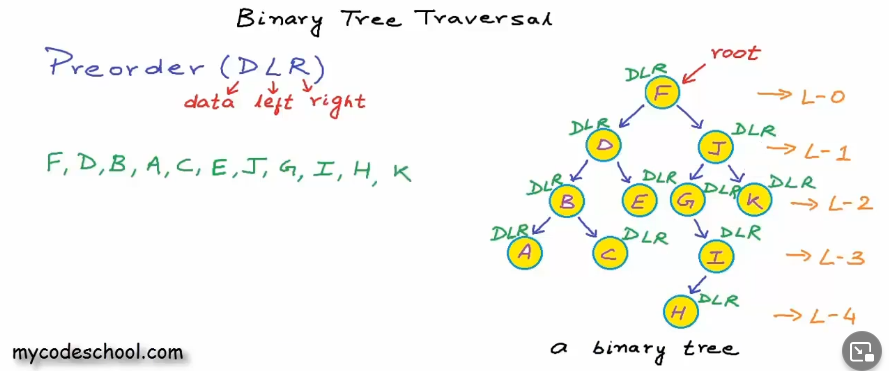 Binary Tree Traversal
Preorder (DLR)
data left right
F, D, B, A, C, E, J, G, I, H, K
root
DLR
F
L-0
DLR
D
J
DLR
L-1
DLR
B
DLR
E
G
DLR
K
DLR
L-2
DLR
A
C
DLR
I
DLR
L-3
H
DLR
L-4
a binary tree
mycodeschool.com